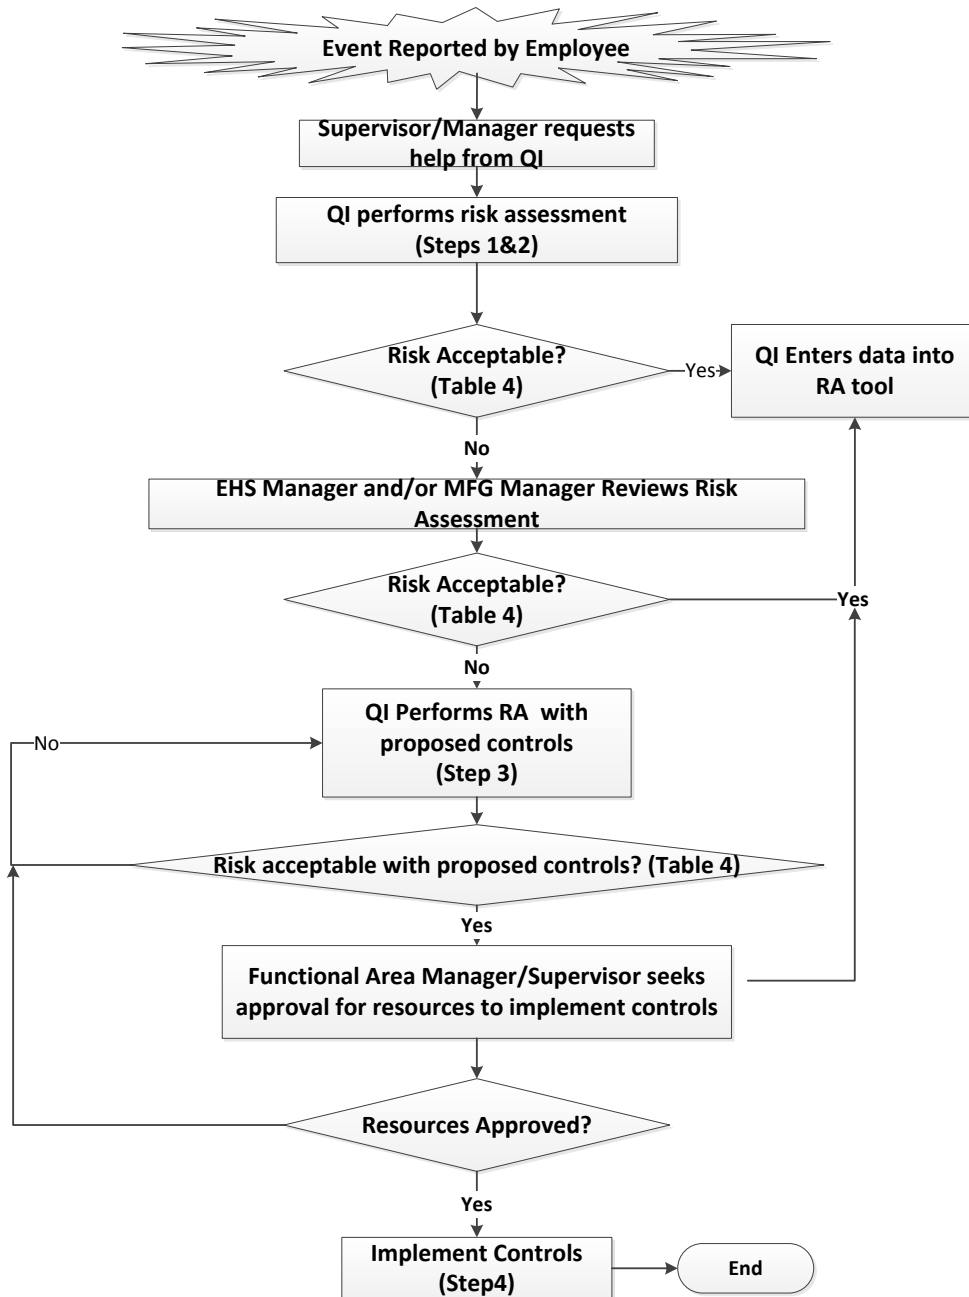 Event Reported by Employee
Supervisor/Manager requests
help from QI
QI performs risk assessment
(Steps 1&2)
Risk Acceptable?
(Table 4)
Yes
QI Enters data into
RA tool
No
EHS Manager and/or MFG Manager Reviews Risk
Assessment
Risk Acceptable?
(Table 4)
Yes
No
QI Performs RA  with
proposed controls
(Step 3)
No
Risk acceptable with proposed controls? (Table 4)
Yes
Functional Area Manager/Supervisor seeks
approval for resources to implement controls
Resources Approved?
Yes
Implement Controls
(Step4)
End